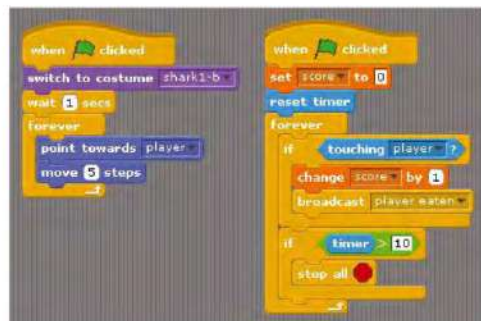 when clicked
switch to costume shark1-b
wait 1 secs
forever
point towards player
move 5 steps
when clicked
set score to 0
reset timer
forever
if touching player ?
change score by 1
broadcast player eaten
if timer > 10
stop all